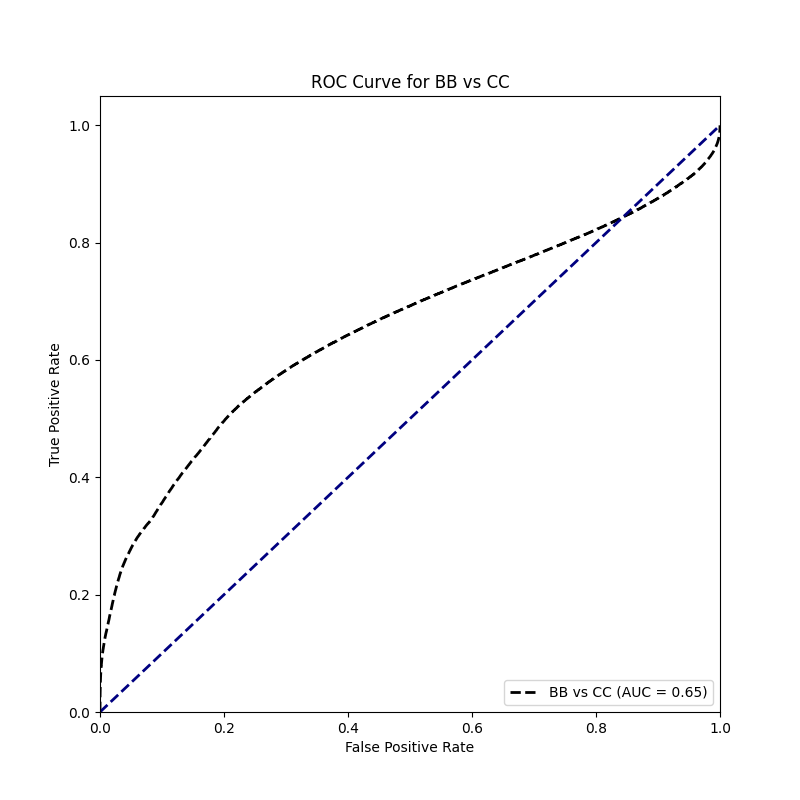 ROC Curve for BB vs CC
True Positive Rate
1.0
0.8
0.6
0.4
0.2
0.0
0.0 0.2 0.4 0.6 0.8 1.0
False Positive Rate
BB vs CC (AUC = 0.65)